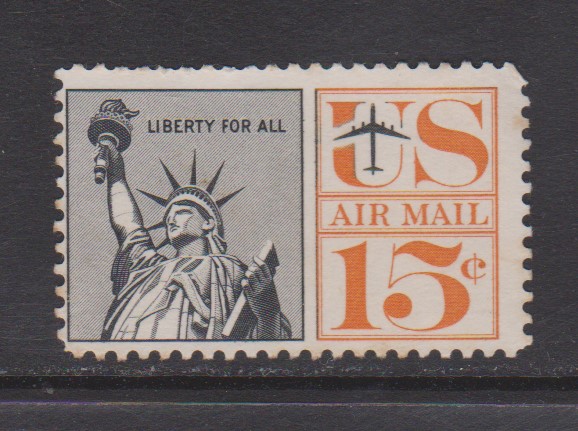 LIBERTY FOR ALL
US
AIR MAIL
15¢